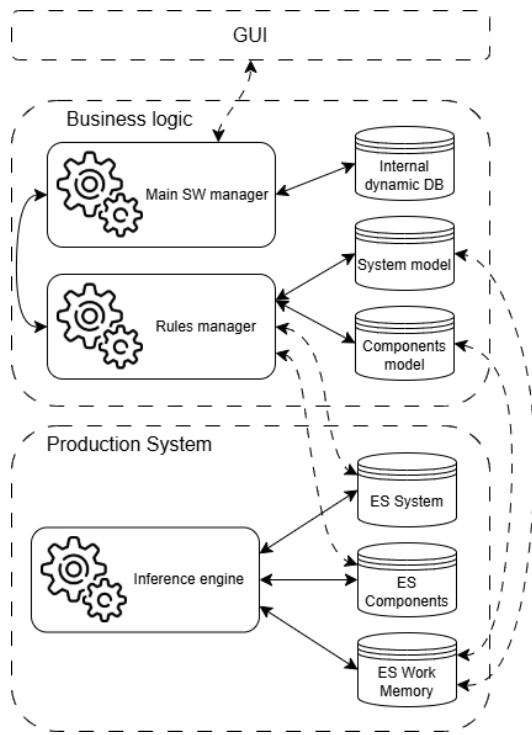 GUI
Business logic
Main SW manager
Internal
dynamic DB
System model
Rules manager
Components
model
Production System
ES System
Inference engine
ES
Components
ES Work
Memory